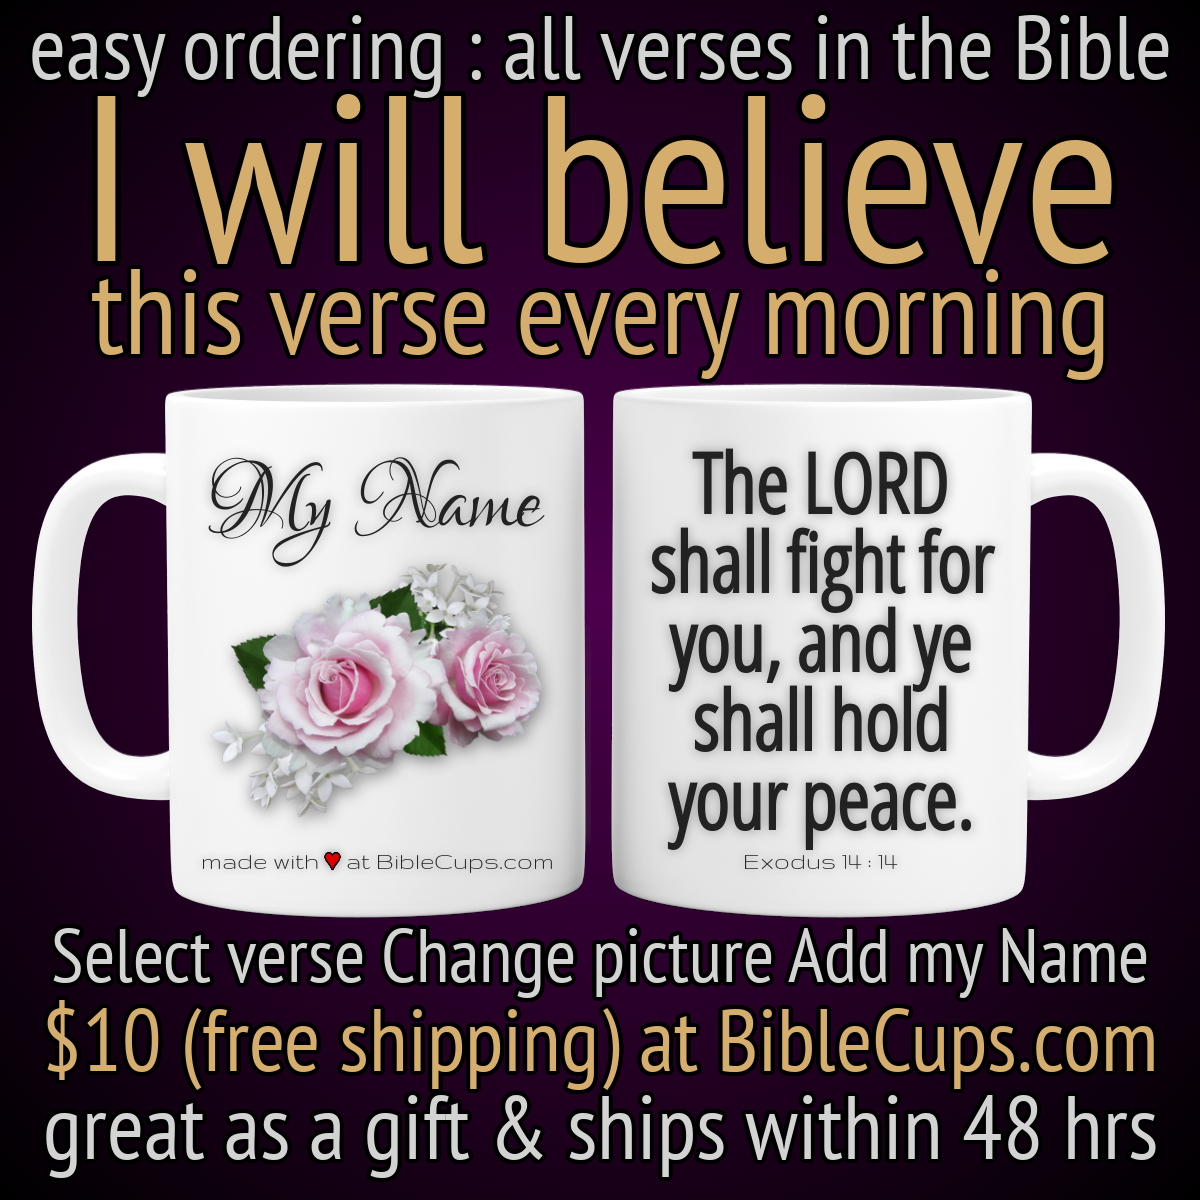 easy ordering : all verses in the Bible
I will believe
this verse every morning
My Name
made with ♥ at BibleCups.com
The LORD
shall fight for
you, and ye
shall hold
your peace.
Exodus 14 : 14
Select verse Change picture Add my Name
$10 (free shipping) at BibleCups.com
great as a gift & ships within 48 hrs